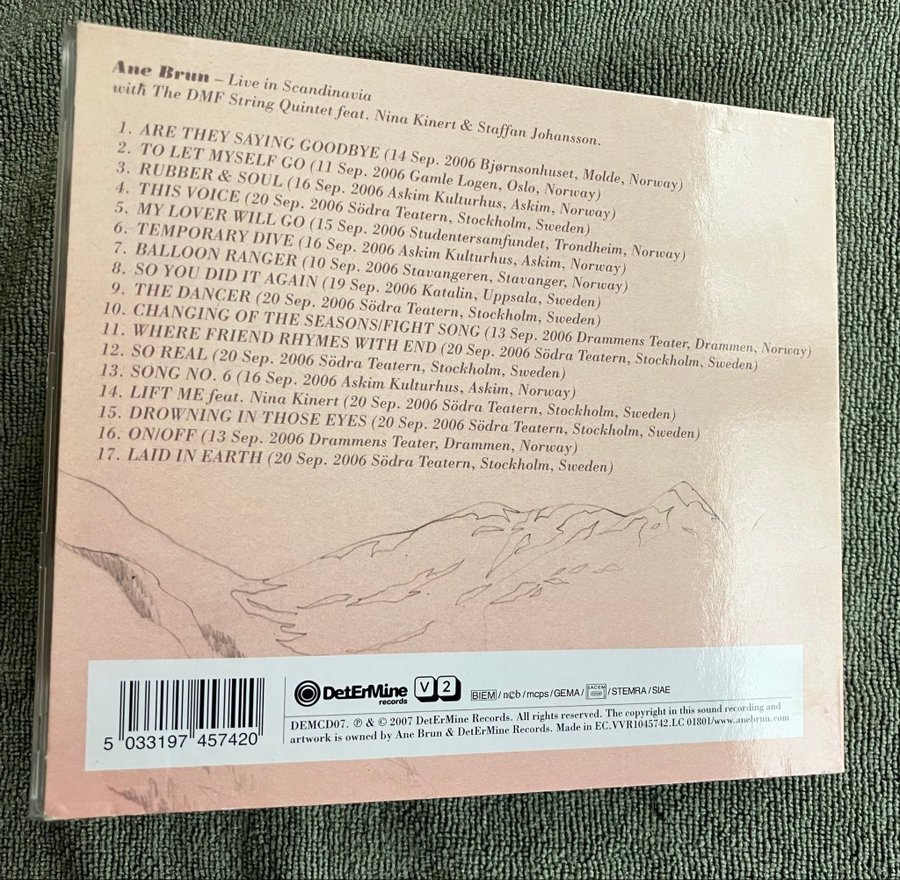 Ane Brun – Live in Scandinavia
with The DMF String Quintet feat. Nina Kinert & Staffan Johansson.
1. ARE THEY SAYING GOODBYE (14 Sep. 2006 Bjørnsonhuset, Molde, Norway)
2. TO LET MYSELF GO (11 Sep. 2006 Gamle Logen, Oslo, Norway)
3. RUBBER & SOUL (16 Sep. 2006 Askim Kulturhus, Askim, Norway)
4. THIS VOICE (20 Sep. 2006 Södra Teatern, Stockholm, Sweden)
5. MY LOVER WILL GO (15 Sep. 2006 Studentersamfundet, Trondheim, Norway)
6. TEMPORARY DIVE (16 Sep. 2006 Askim Kulturhus, Askim, Norway)
7. BALLOON RANGER (10 Sep. 2006 Stavangeren, Stavanger, Norway)
8. SO YOU DID IT AGAIN (19 Sep. 2006 Katalin, Uppsala, Sweden)
9. THE DANCER (20 Sep. 2006 Södra Teatern, Stockholm, Sweden)
10. CHANGING OF THE SEASONS/FIGHT SONG (13 Sep. 2006 Drammens Teater, Drammen, Norway)
11. WHERE FRIEND RHYMES WITH END (20 Sep. 2006 Södra Teatern, Stockholm, Sweden)
12. SO REAL (20 Sep. 2006 Södra Teatern, Stockholm, Sweden)
13. SONG NO. 6 (16 Sep. 2006 Askim Kulturhus, Askim, Norway)
14. LIFT ME feat. Nina Kinert (20 Sep. 2006 Södra Teatern, Stockholm, Sweden)
15. DROWNING IN THOSE EYES (20 Sep. 2006 Södra Teatern, Stockholm, Sweden)
16. ON/OFF (13 Sep. 2006 Drammens Teater, Drammen, Norway)
17. LAID IN EARTH (20 Sep. 2006 Södra Teatern, Stockholm, Sweden)
5 033197 457420
DetErMine records V2 BIEM / ncb / mcps / GEMA / SACEM / STEMRA / SIAE
DEMCD07. ℗ & © 2007 DetErMine Records. All rights reserved. The copyright in this sound recording and
artwork is owned by Ane Brun & DetErMine Records. Made in EC.VVR1045742.LC 01801/www.anebrun.com